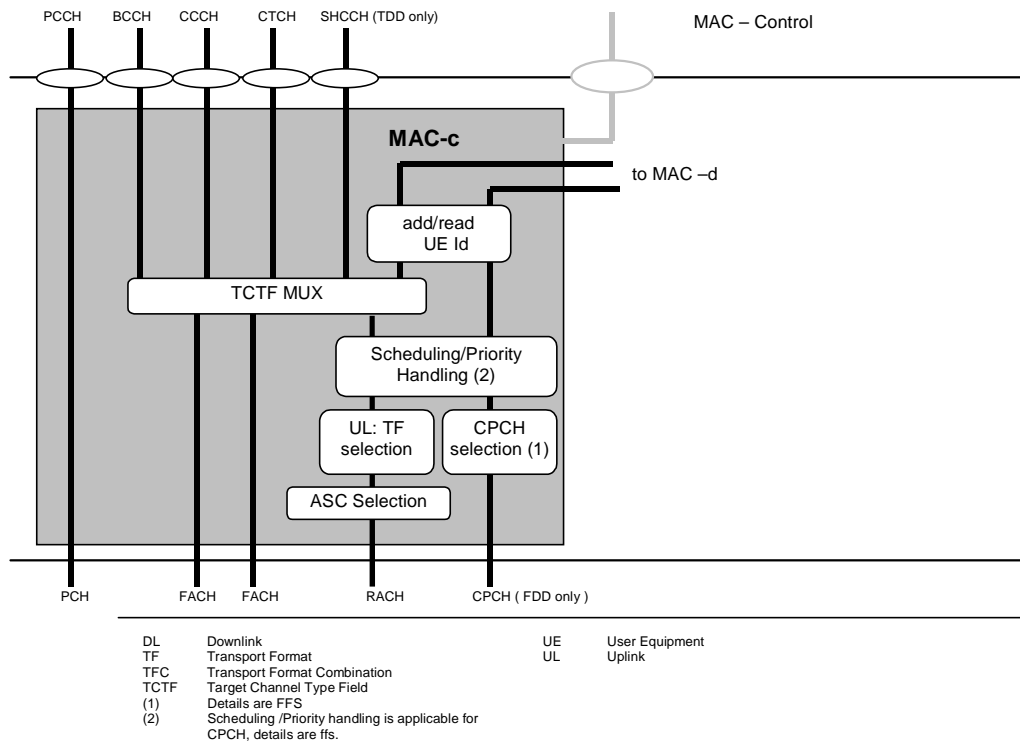 PCCH BCCH CCCH CTCH SHCCH (TDD only) MAC – Control
MAC-c
to MAC –d
add/read
UE Id
TCTF MUX
Scheduling/Priority
Handling (2)
UL: TF
selection
CPCH
selection (1)
ASC Selection
PCH FACH FACH RACH CPCH ( FDD only )
DL Downlink UE User Equipment
TF Transport Format UL Uplink
TFC Transport Format Combination
TCTF Target Channel Type Field
(1) Details are FFS
(2) Scheduling /Priority handling is applicable for
CPCH, details are ffs.